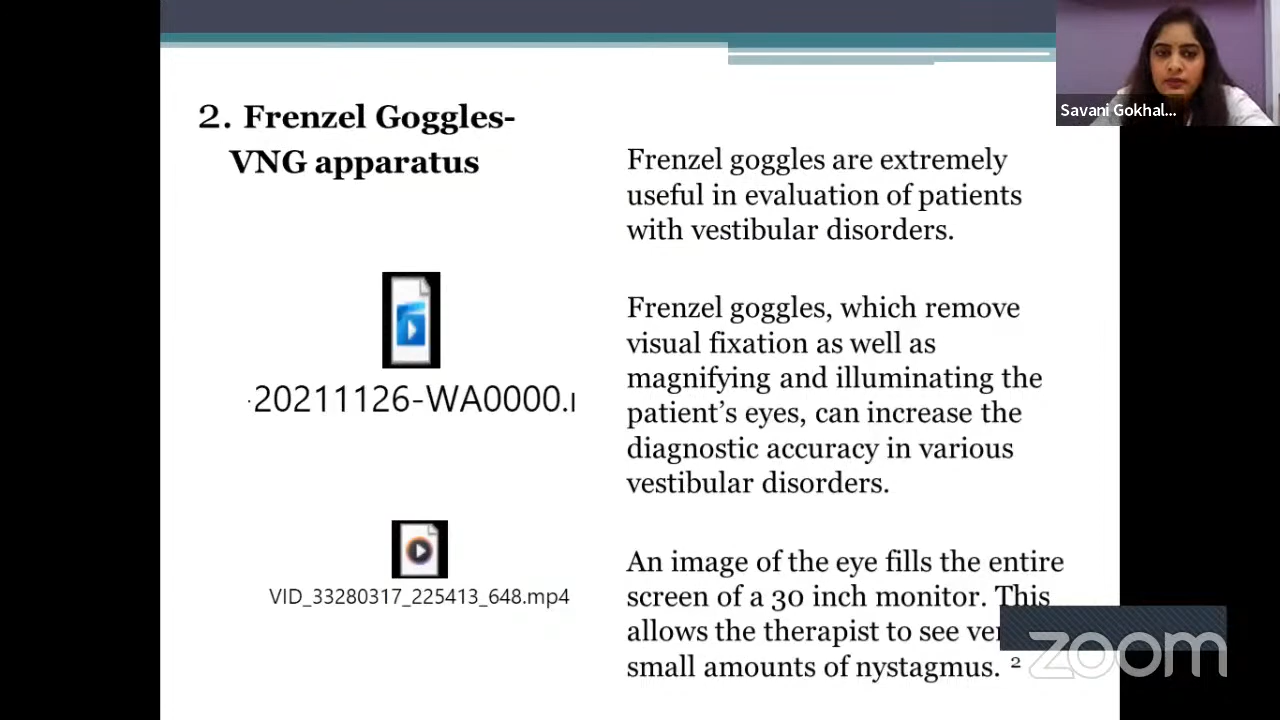 2. Frenzel Goggles-
VNG apparatus
20211126-WA0000.
VID_33280317_225413_648.mp4
Frenzel goggles are extremely
useful in evaluation of patients
with vestibular disorders.
Frenzel goggles, which remove
visual fixation as well as
magnifying and illuminating the
patient’s eyes, can increase the
diagnostic accuracy in various
vestibular disorders.
An image of the eye fills the entire
screen of a 30 inch monitor. This
allows the therapist to see
small amounts of nystagmus. 2
Savani Gokhal...
zoom